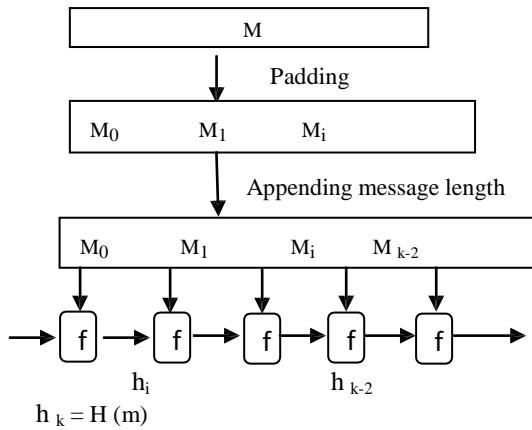 M
Padding
M0 M1 Mi
Appending message length
M0 M1 Mi M k-2
f f f f f
hi h k-2
h k = H (m)